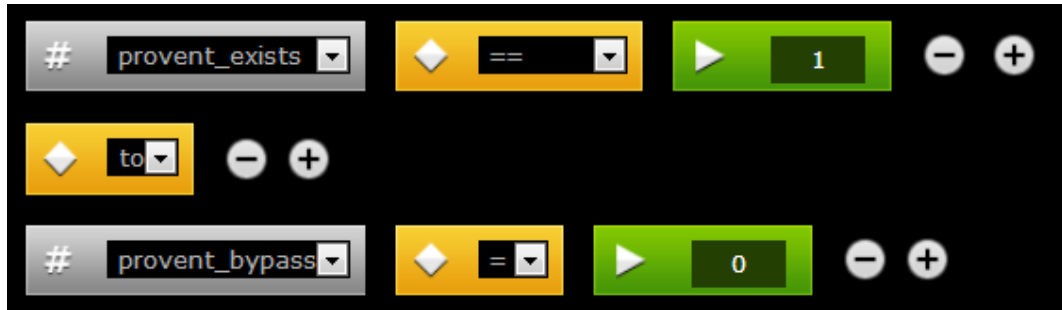 # provent_exists == 1
to
# provent_bypass = 0